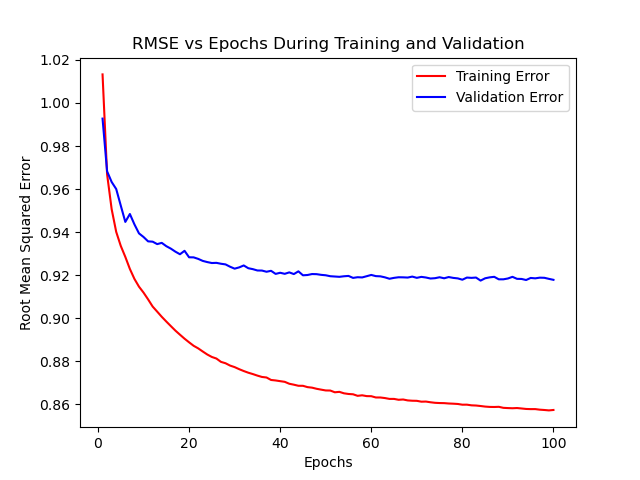 RMSE vs Epochs During Training and Validation
Training Error
Validation Error
Root Mean Squared Error
1.02
1.00
0.98
0.96
0.94
0.92
0.90
0.88
0.86
0 20 40 60 80 100
Epochs